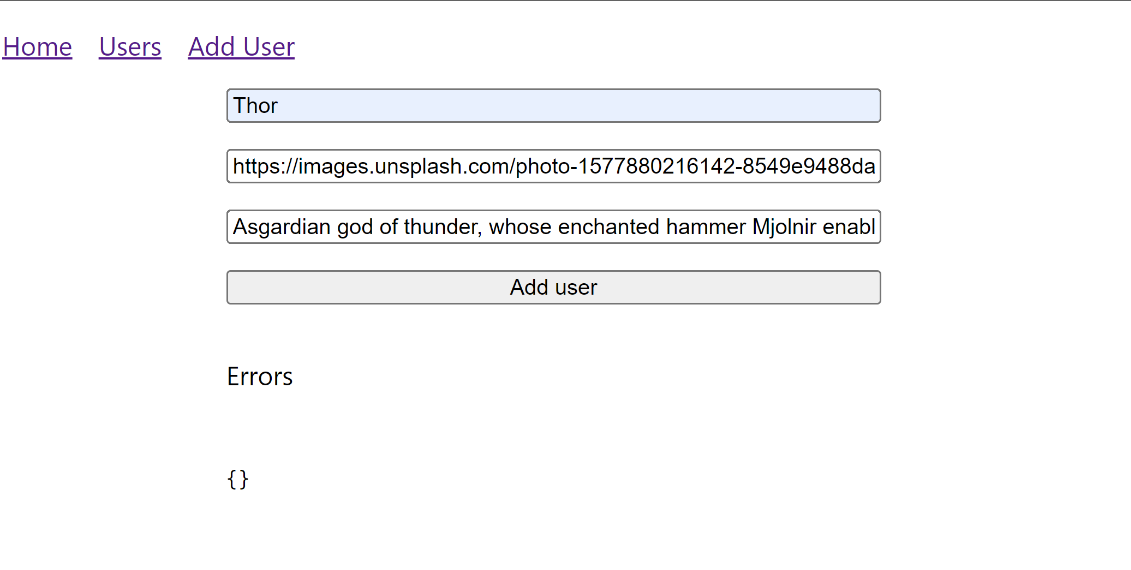 Home Users Add User
Thor
https://images.unsplash.com/photo-1577880216142-8549e9488da
Asgardian god of thunder, whose enchanted hammer Mjolnir enabl
Add user
Errors
{}